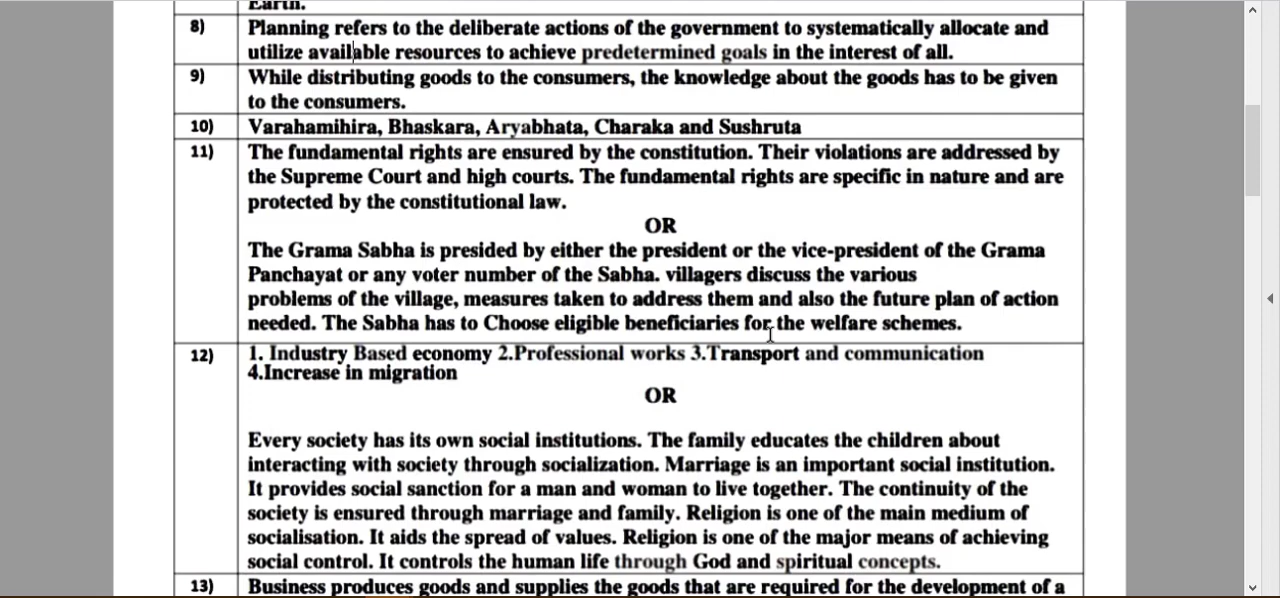 Earth.
8) Planning refers to the deliberate actions of the government to systematically allocate and
utilize available resources to achieve predetermined goals in the interest of all.
9) While distributing goods to the consumers, the knowledge about the goods has to be given
to the consumers.
10) Varahamihira, Bhaskara, Aryabhata, Charaka and Sushruta
11) The fundamental rights are ensured by the constitution. Their violations are addressed by
the Supreme Court and high courts. The fundamental rights are specific in nature and are
protected by the constitutional law.
OR
The Grama Sabha is presided by either the president or the vice-president of the Grama
Panchayat or any voter number of the Sabha. villagers discuss the various
problems of the village, measures taken to address them and also the future plan of action
needed. The Sabha has to Choose eligible beneficiaries for the welfare schemes.
12) 1. Industry Based economy 2.Professional works 3.Transport and communication
4.Increase in migration
OR
Every society has its own social institutions. The family educates the children about
interacting with society through socialization. Marriage is an important social institution.
It provides social sanction for a man and woman to live together. The continuity of the
society is ensured through marriage and family. Religion is one of the main medium of
socialisation. It aids the spread of values. Religion is one of the major means of achieving
social control. It controls the human life through God and spiritual concepts.
13) Business produces goods and supplies the goods that are required for the development of a